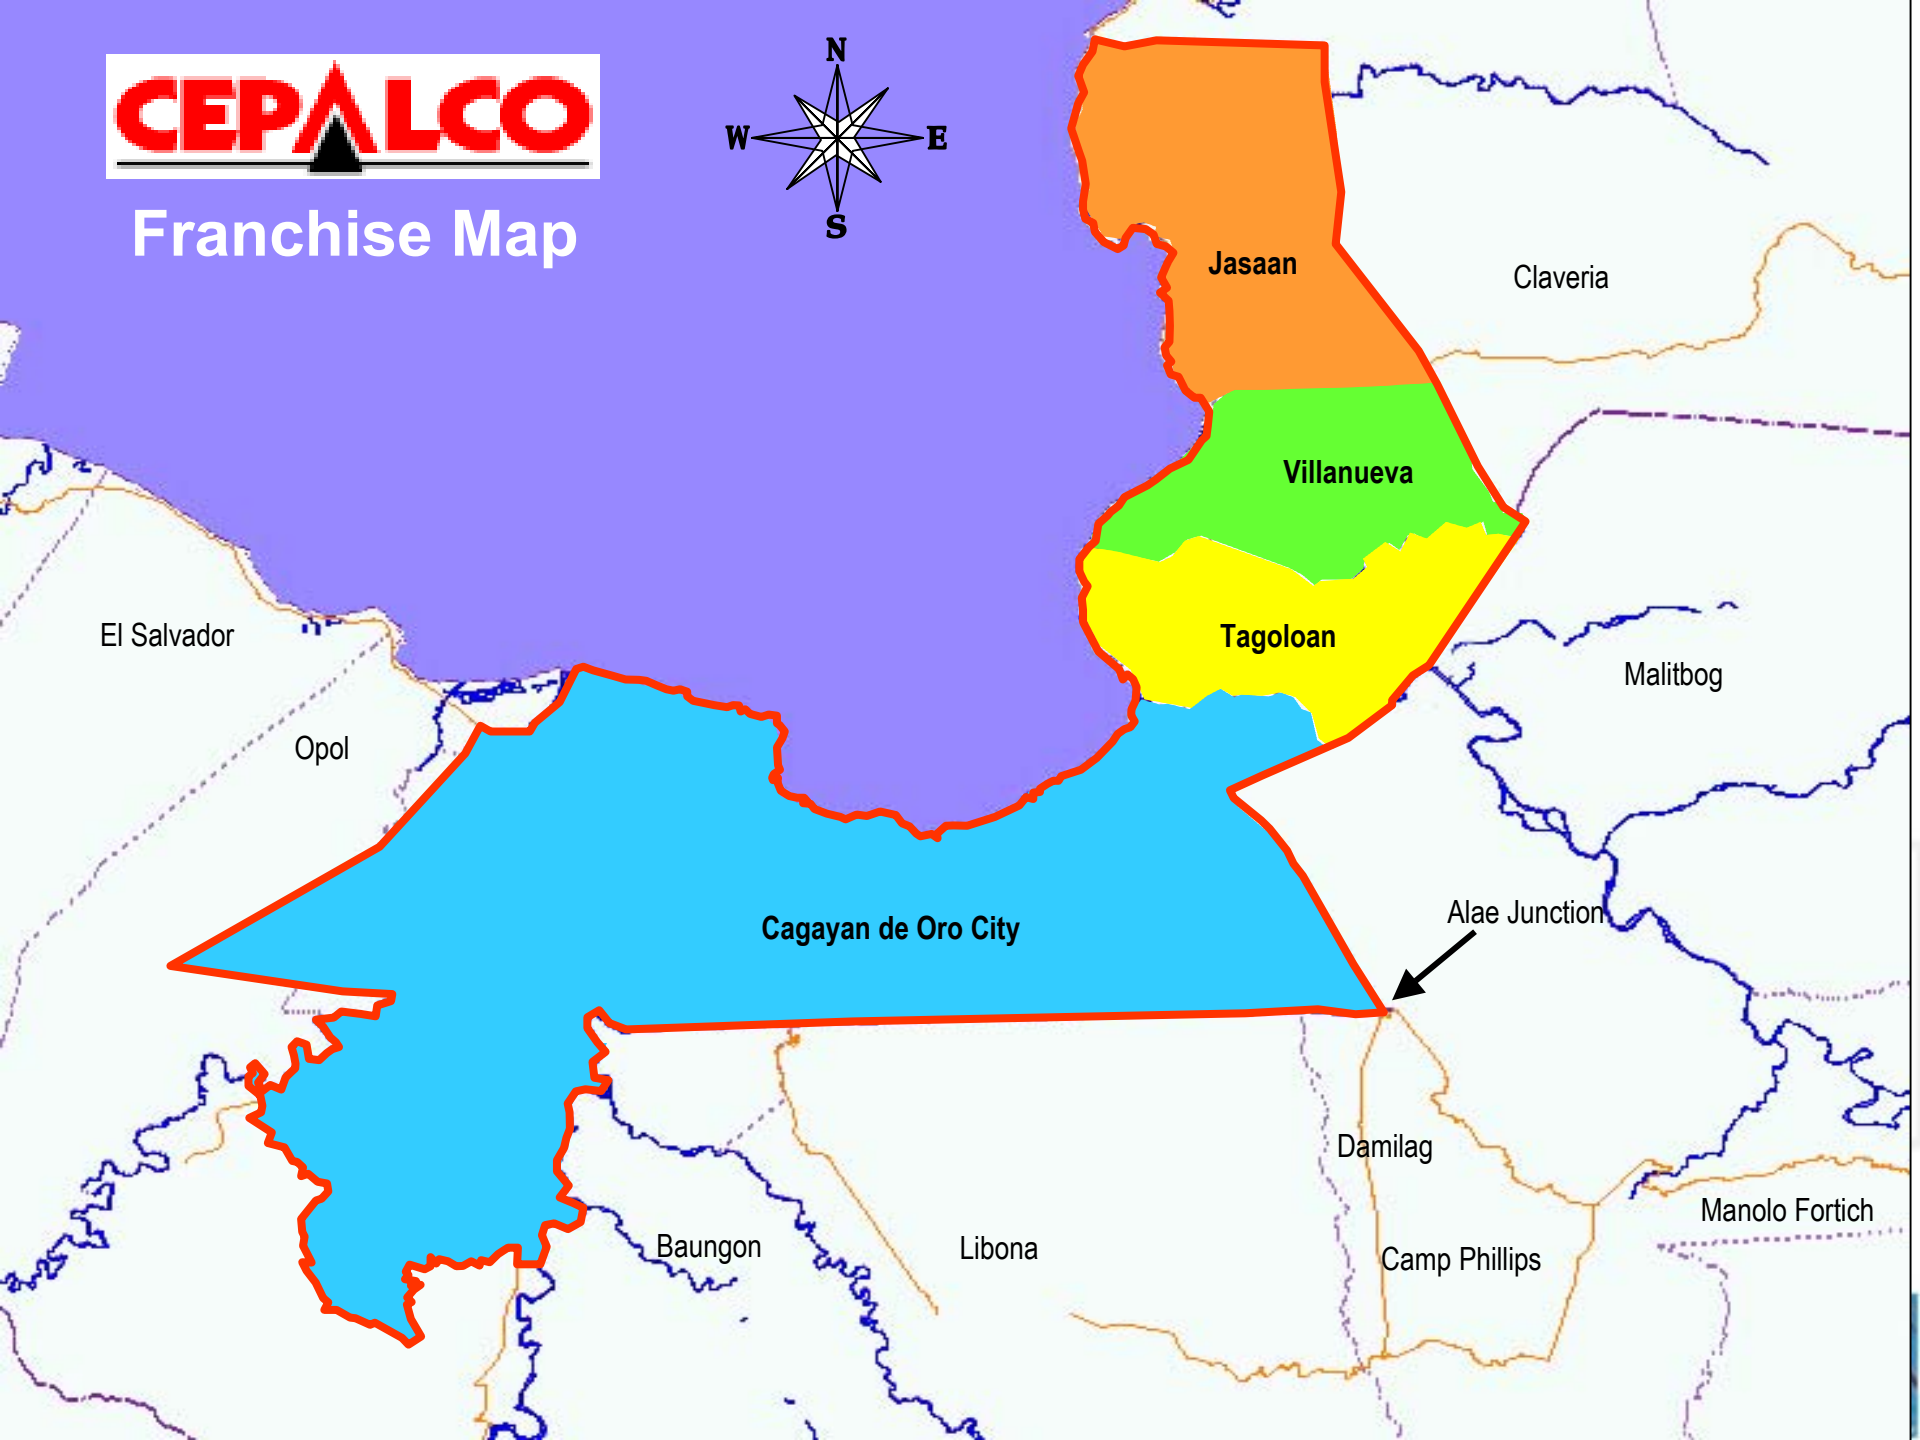 CEPALCO
Franchise Map
N
W
E
S
Jasaan
Claveria
Villanueva
El Salvador
Tagoloan
Malitbog
Opol
Alae Junction
Cagayan de Oro City
Damilag
Manolo Fortich
Baungon
Libona
Camp Phillips